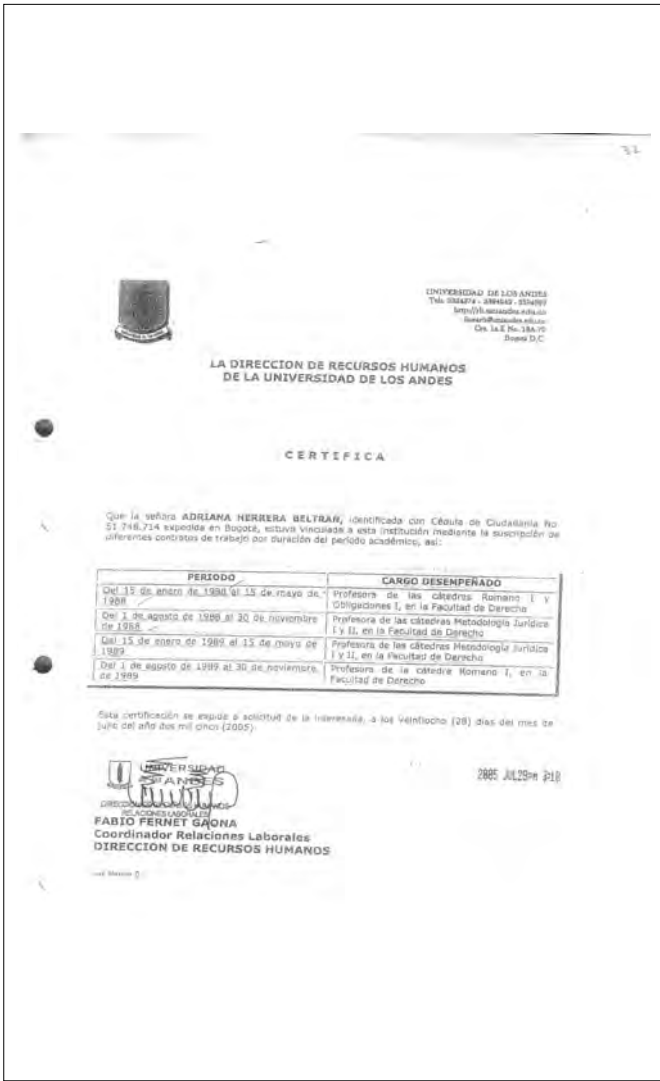 32
UNIVERSIDAD DE LOS ANDES
Bogotá D.C.
LA DIRECCION DE RECURSOS HUMANOS
DE LA UNIVERSIDAD DE LOS ANDES
CERTIFICA
Que la señora ADRIANA HERRERA BELTRAN, identificada con Cédula de Ciudadanía No
51.748.714 expedida en Bogotá, estuvo vinculada a esta institución mediante la suscripción de
diferentes contratos de trabajo por duración del período académico, así:
PERIODO
CARGO DESEMPEÑADO
Del 15 de enero de 1988 al 15 de mayo de
1988
Profesora de las cátedras Romano I y
Obligaciones I, en la Facultad de Derecho
Del 1 de agosto de 1988 al 30 de noviembre
de 1988
Profesora de las cátedras Metodología Jurídica
I y II, en la Facultad de Derecho
Del 15 de enero de 1989 al 15 de mayo de
1989
Profesora de las cátedras Metodología Jurídica
I y II, en la Facultad de Derecho
Del 1 de agosto de 1989 al 30 de noviembre
de 1989
Profesora de la cátedra Romano I, en la
Facultad de Derecho
Esta certificación se expide a solicitud de la interesada, a los veintiocho (28) días del mes de
julio del año dos mil cinco (2005).
UNIVERSIDAD
ANDES
RELACIONES LABORALES
2005 JUL29
FABIO FERNET GAONA
Coordinador Relaciones Laborales
DIRECCION DE RECURSOS HUMANOS